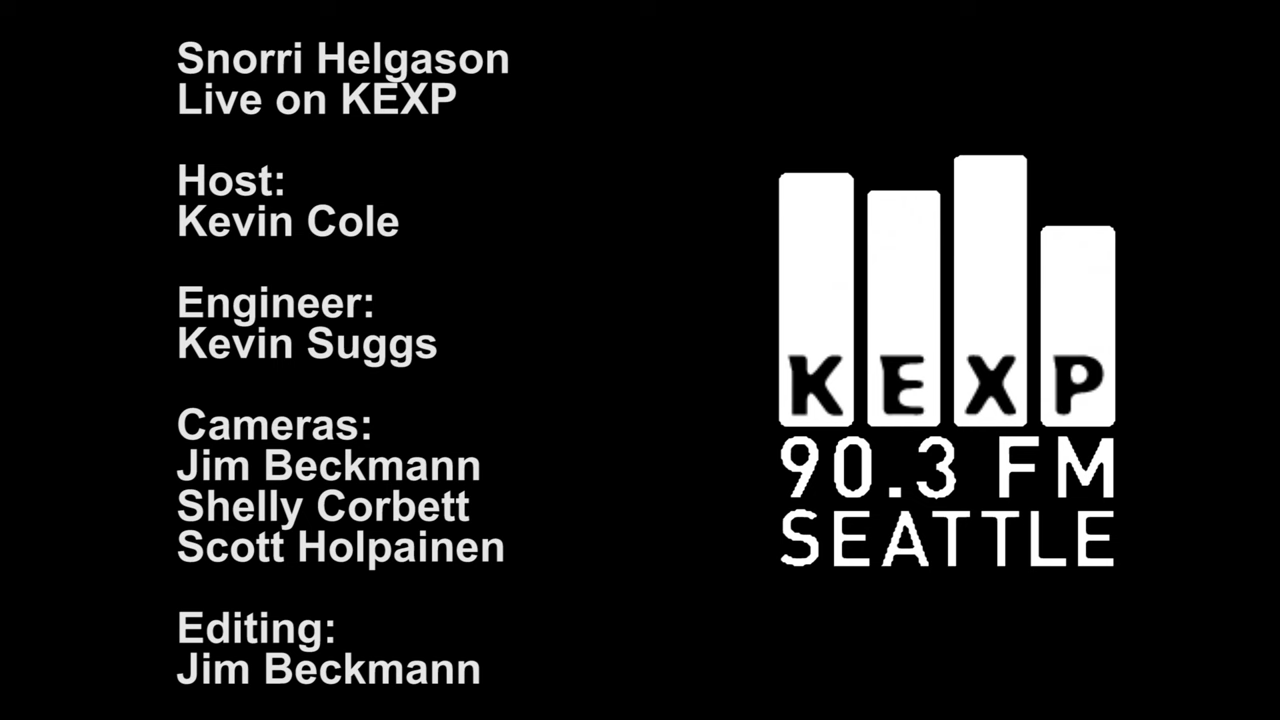 Snorri Helgason
Live on KEXP
Host:
Kevin Cole
Engineer:
Kevin Suggs
Cameras:
Jim Beckmann
Shelly Corbett
Scott Holpainen
Editing:
Jim Beckmann
KEXP
90.3 FM
SEATTLE